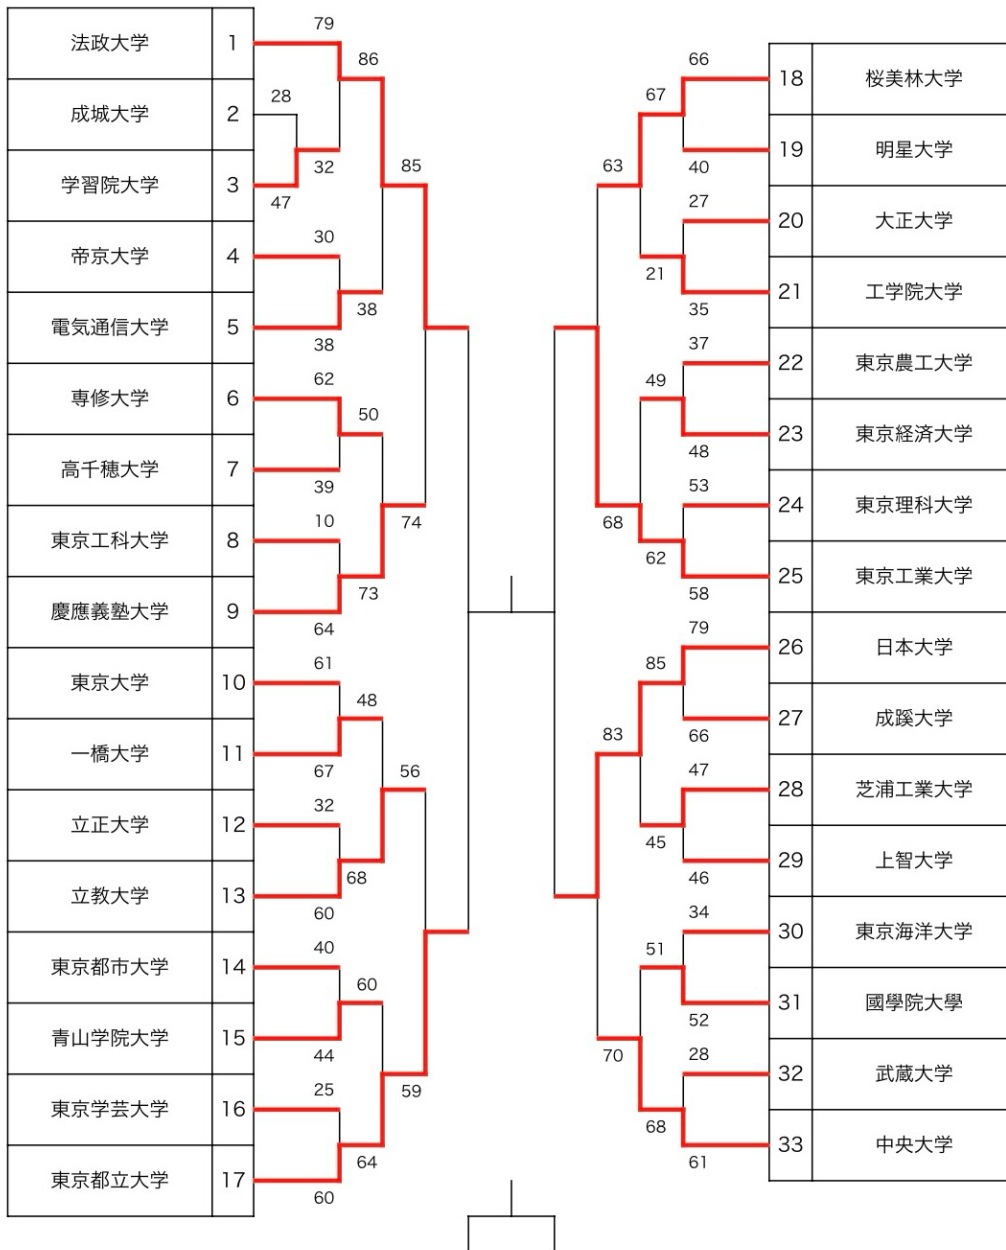 法政大学 1
成城大学 2
学習院大学 3
帝京大学 4
電気通信大学 5
専修大学 6
高千穂大学 7
東京工科大学 8
慶應義塾大学 9
東京大学 10
一橋大学 11
立正大学 12
立教大学 13
東京都市大学 14
青山学院大学 15
東京学芸大学 16
東京都立大学 17
79
28
47
30
38
62
39
10
64
61
67
32
60
40
44
25
60
32
86
38
50
73
48
68
60
64
85
74
56
59
63
68
83
70
67
21
49
62
85
45
51
68
66
40
27
35
37
48
53
58
79
66
47
46
34
52
28
61
18 桜美林大学
19 明星大学
20 大正大学
21 工学院大学
22 東京農工大学
23 東京経済大学
24 東京理科大学
25 東京工業大学
26 日本大学
27 成蹊大学
28 芝浦工業大学
29 上智大学
30 東京海洋大学
31 國學院大學
32 武蔵大学
33 中央大学